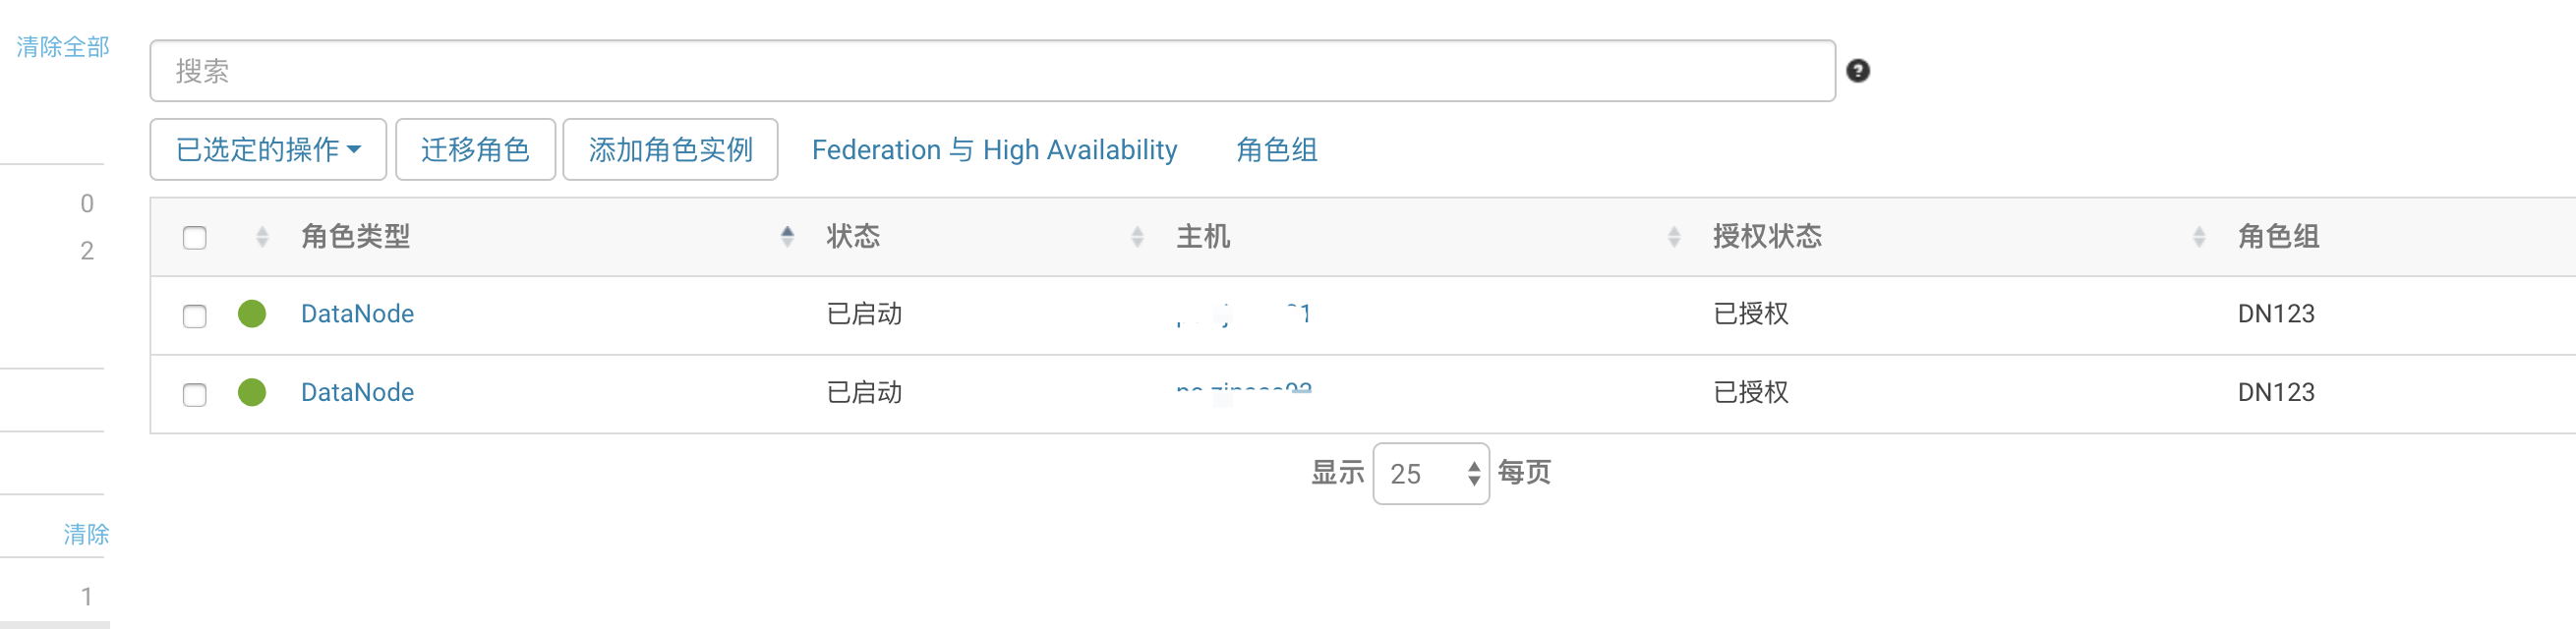 清除全部
搜索
已选定的操作 迁移角色 添加角色实例 Federation 与 High Availability 角色组
0
2
角色类型 状态 主机 授权状态 角色组
DataNode 已启动 已授权 DN123
DataNode 已启动 已授权 DN123
显示 25 每页
清除
1